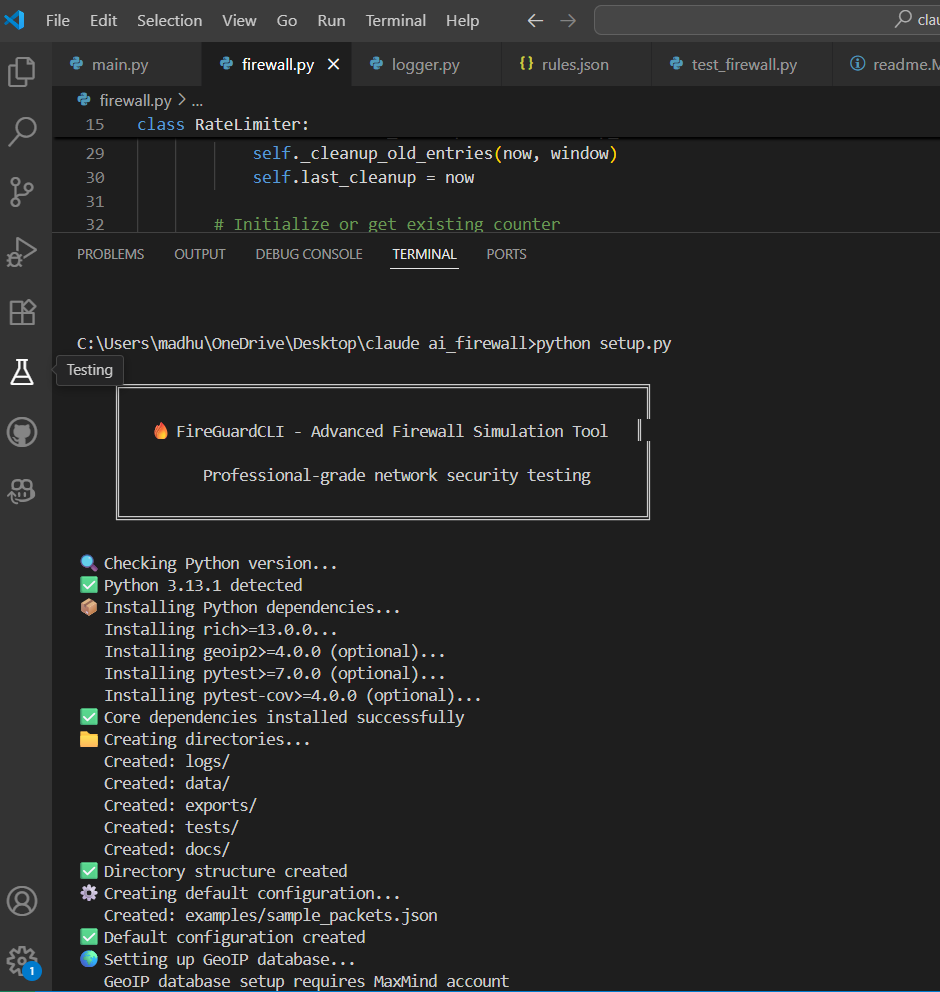 File Edit Selection View Go Run Terminal Help
clau
main.py firewall.py logger.py rules.json test_firewall.py readme.M
firewall.py > ...
15 class RateLimiter:
29 self._cleanup_old_entries(now, window)
30 self.last_cleanup = now
31
32 # Initialize or get existing counter
PROBLEMS OUTPUT DEBUG CONSOLE TERMINAL PORTS
C:\Users\madhu\OneDrive\Desktop\claude ai_firewall>python setup.py
Testing
🔥 FireGuardCLI - Advanced Firewall Simulation Tool
Professional-grade network security testing
🔍 Checking Python version...
✅ Python 3.13.1 detected
📦 Installing Python dependencies...
Installing rich>=13.0.0...
Installing geoip2>=4.0.0 (optional)...
Installing pytest>=7.0.0 (optional)...
Installing pytest-cov>=4.0.0 (optional)...
✅ Core dependencies installed successfully
📁 Creating directories...
Created: logs/
Created: data/
Created: exports/
Created: tests/
Created: docs/
✅ Directory structure created
⚙️ Creating default configuration...
Created: examples/sample_packets.json
✅ Default configuration created
🌍 Setting up GeoIP database...
GeoIP database setup requires MaxMind account
1